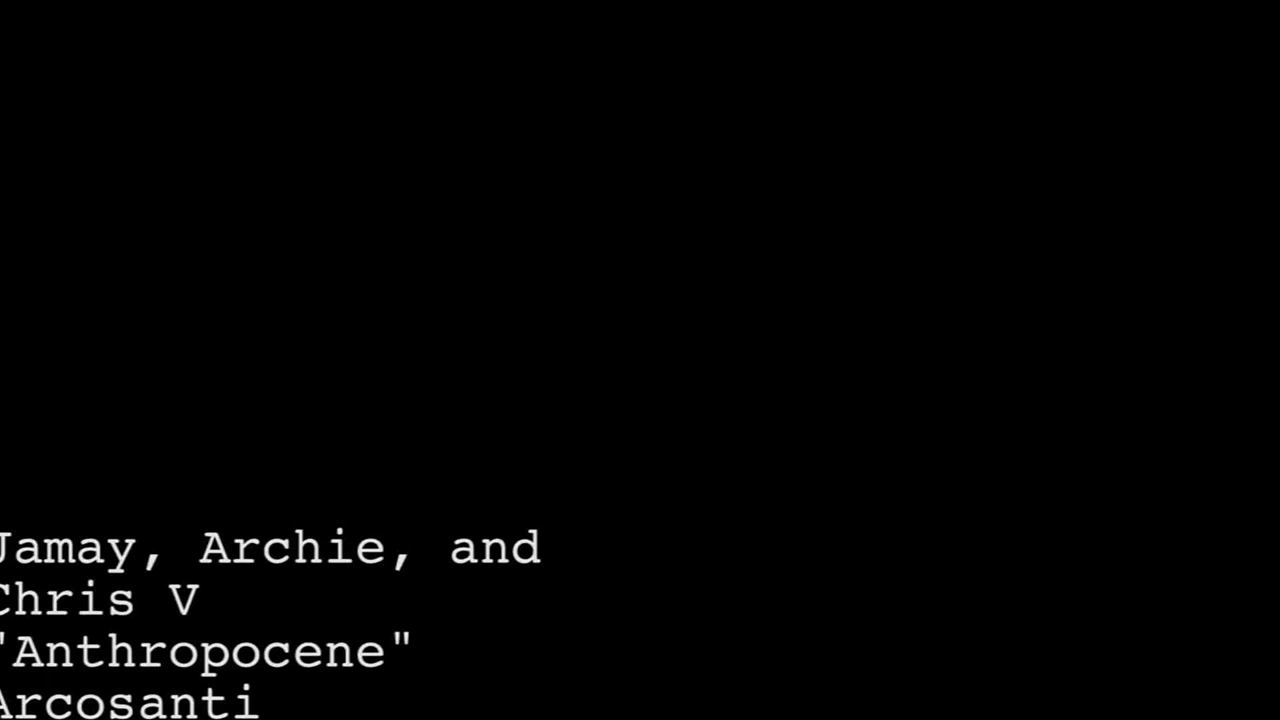 Jamay, Archie, and
Chris V
"Anthropocene"
Arcosanti